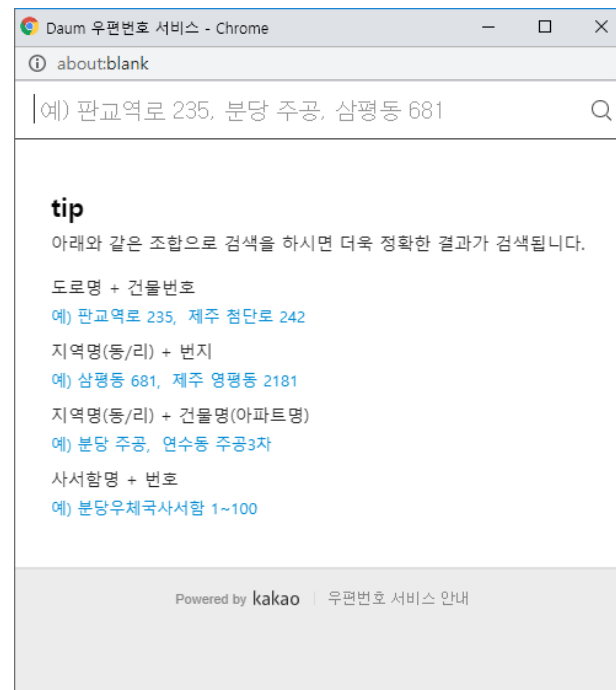 Daum 우편번호 서비스 - Chrome
about:blank
예) 판교역로 235, 분당 주공, 삼평동 681
tip
아래와 같은 조합으로 검색을 하시면 더욱 정확한 결과가 검색됩니다.
도로명 + 건물번호
예) 판교역로 235, 제주 첨단로 242
지역명(동/리) + 번지
예) 삼평동 681, 제주 영평동 2181
지역명(동/리) + 건물명(아파트명)
예) 분당 주공, 연수동 주공3차
사서함명 + 번호
예) 분당우체국사서함 1~100
Powered by kakao | 우편번호 서비스 안내